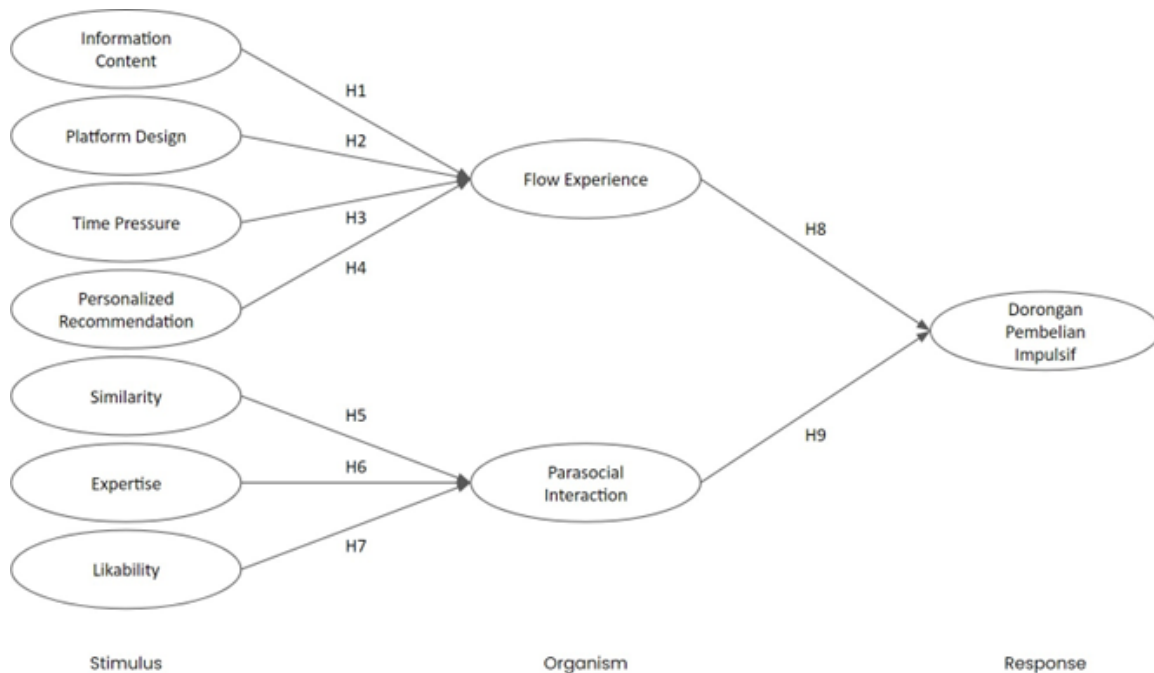 Information
Content
Platform Design
Time Pressure
Personalized
Recommendation
Similarity
Expertise
Likability
H1
H2
H3
H4
H5
H6
H7
Flow Experience
Parasocial
Interaction
H8
H9
Dorongan
Pembelian
Impulsif
Stimulus
Organism
Response